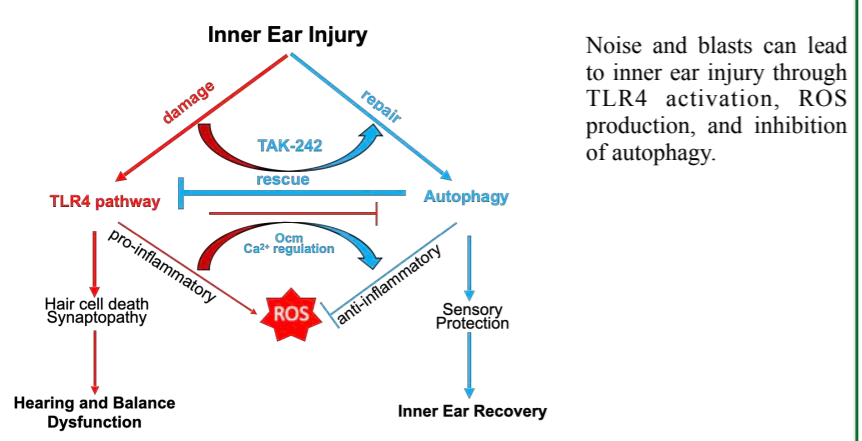 Inner Ear Injury
damage
repair
TAK-242
rescue
TLR4 pathway
Autophagy
Ocm
Ca²⁺ regulation
pro-inflammatory
anti-inflammatory
ROS
Hair cell death
Synaptopathy
Sensory
Protection
Hearing and Balance
Dysfunction
Inner Ear Recovery
Noise and blasts can lead
to inner ear injury through
TLR4 activation, ROS
production, and inhibition
of autophagy.